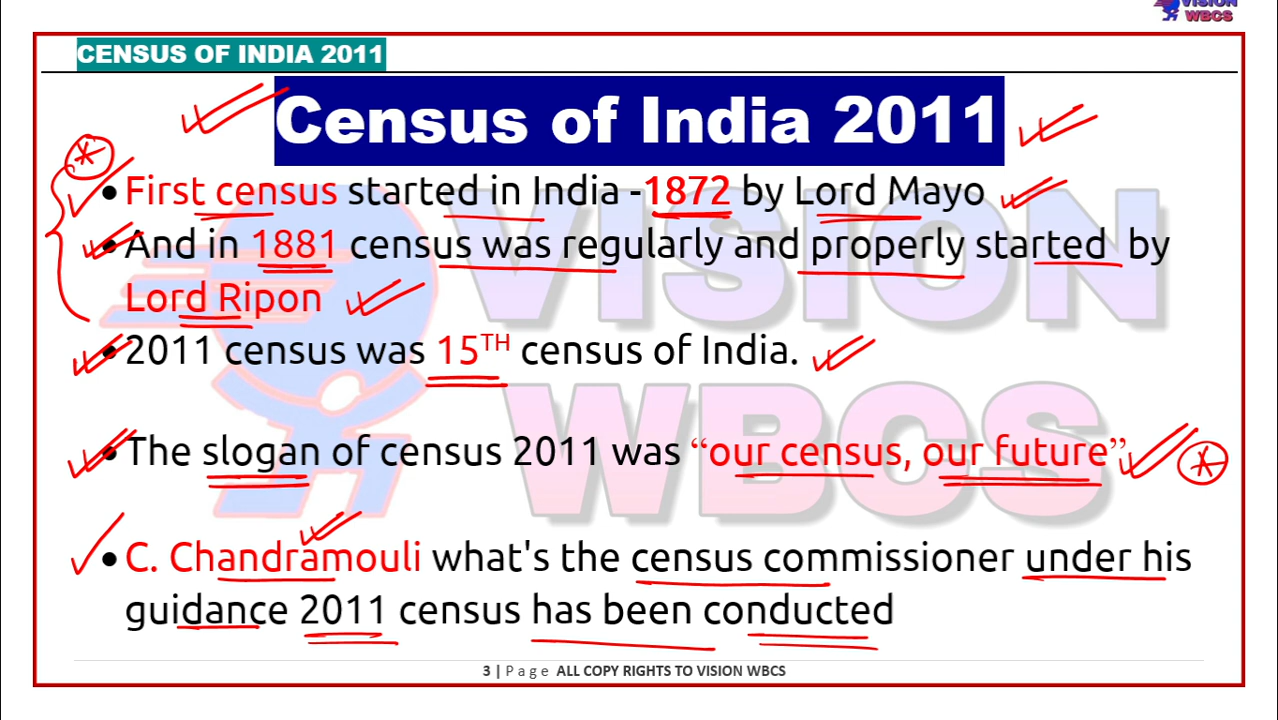 VISION
WBCS
CENSUS OF INDIA 2011
Census of India 2011
• First census started in India -1872 by Lord Mayo
• And in 1881 census was regularly and properly started by
Lord Ripon
• 2011 census was 15TH census of India.
• The slogan of census 2011 was “our census, our future”
• C. Chandramouli what's the census commissioner under his
guidance 2011 census has been conducted
VISION
WBCS
3 | Page ALL COPY RIGHTS TO VISION WBCS